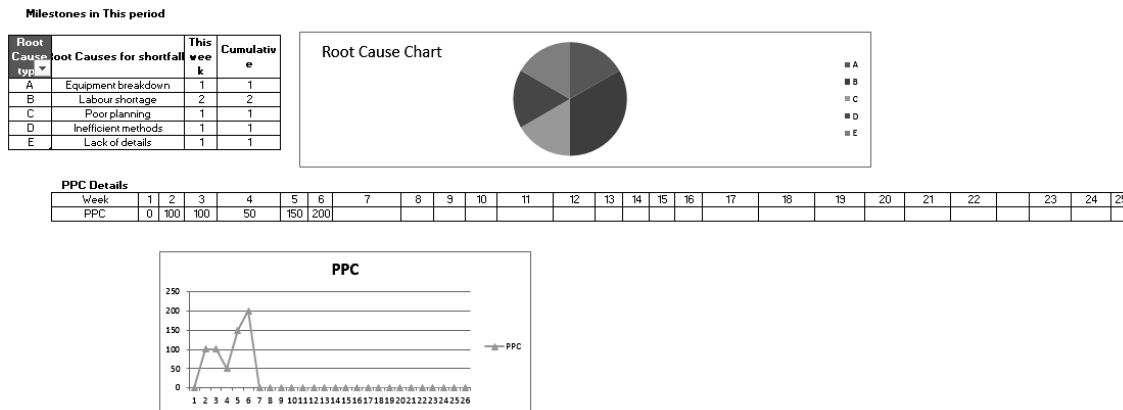 Milestones in This period
Root Cause typ Root Causes for shortfall This week Cumulative
A Equipment breakdown 1 1
B Labour shortage 2 2
C Poor planning 1 1
D Inefficient methods 1 1
E Lack of details 1 1
Root Cause Chart
A
B
C
D
E
PPC Details
Week 1 2 3 4 5 6 7 8 9 10 11 12 13 14 15 16 17 18 19 20 21 22 23 24 25
PPC 0 100 100 50 150 200
PPC
250
200
150
100
50
0
1 2 3 4 5 6 7 8 9 10 11 12 13 14 15 16 17 18 19 20 21 22 23 24 25 26
PPC